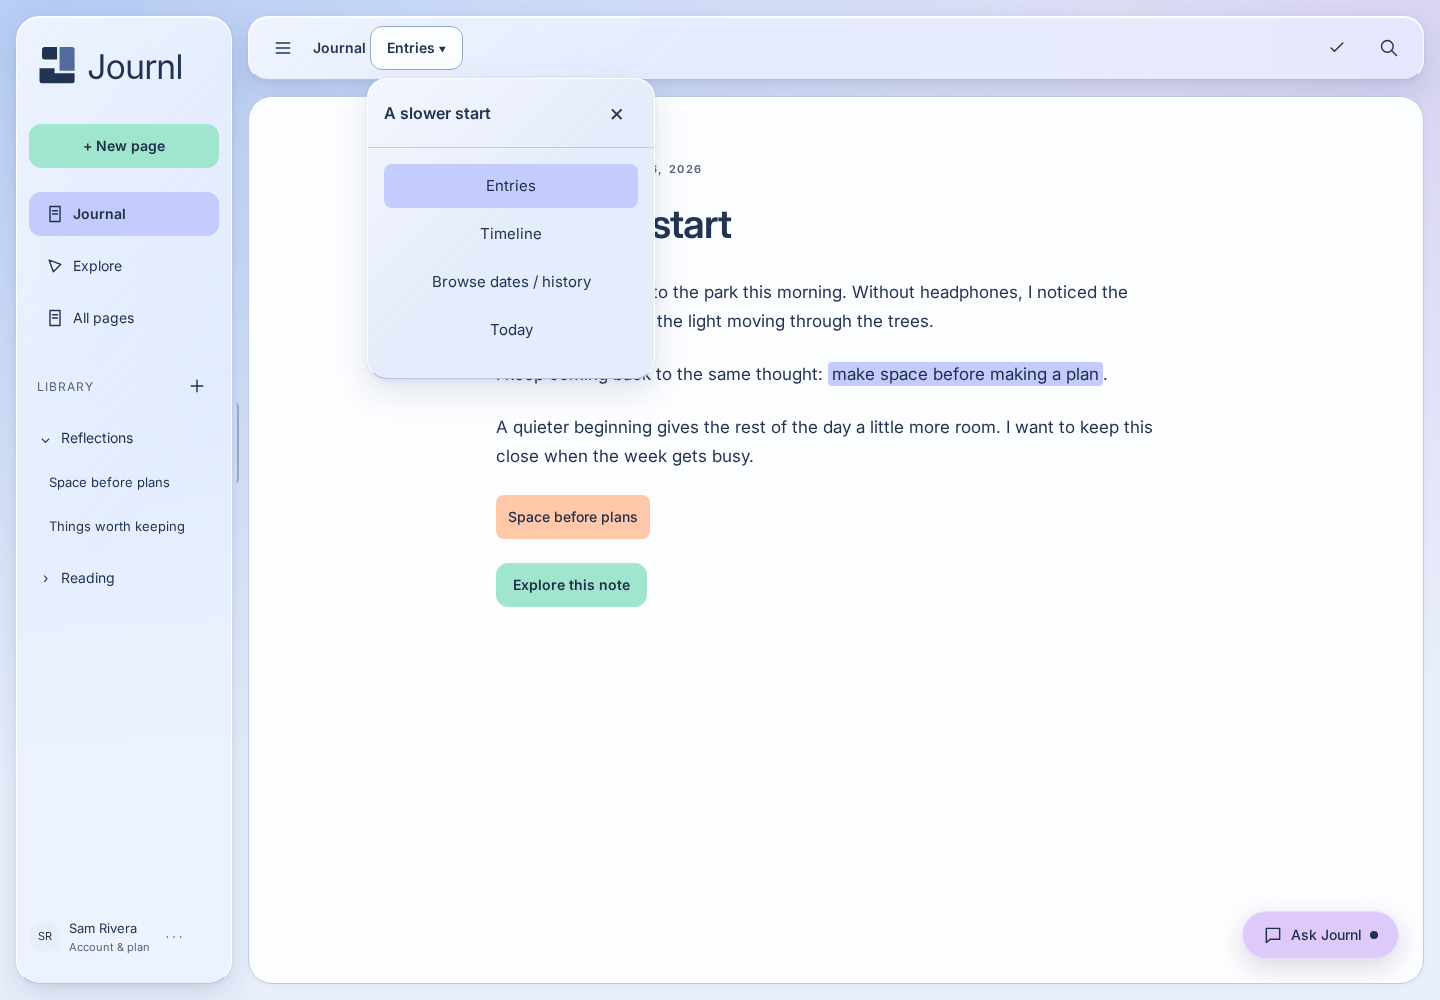 Journl
+ New page
Journal
Explore
All pages
LIBRARY
Reflections
Space before plans
Things worth keeping
Reading
SR
Sam Rivera
Account & plan
...
Journal
Entries ▾
A slower start
Entries
Timeline
Browse dates / history
Today
, 2026
start
to the park this morning. Without headphones, I noticed the
the light moving through the trees.
to the same thought: make space before making a plan.
A quieter beginning gives the rest of the day a little more room. I want to keep this
close when the week gets busy.
Space before plans
Explore this note
Ask Journl